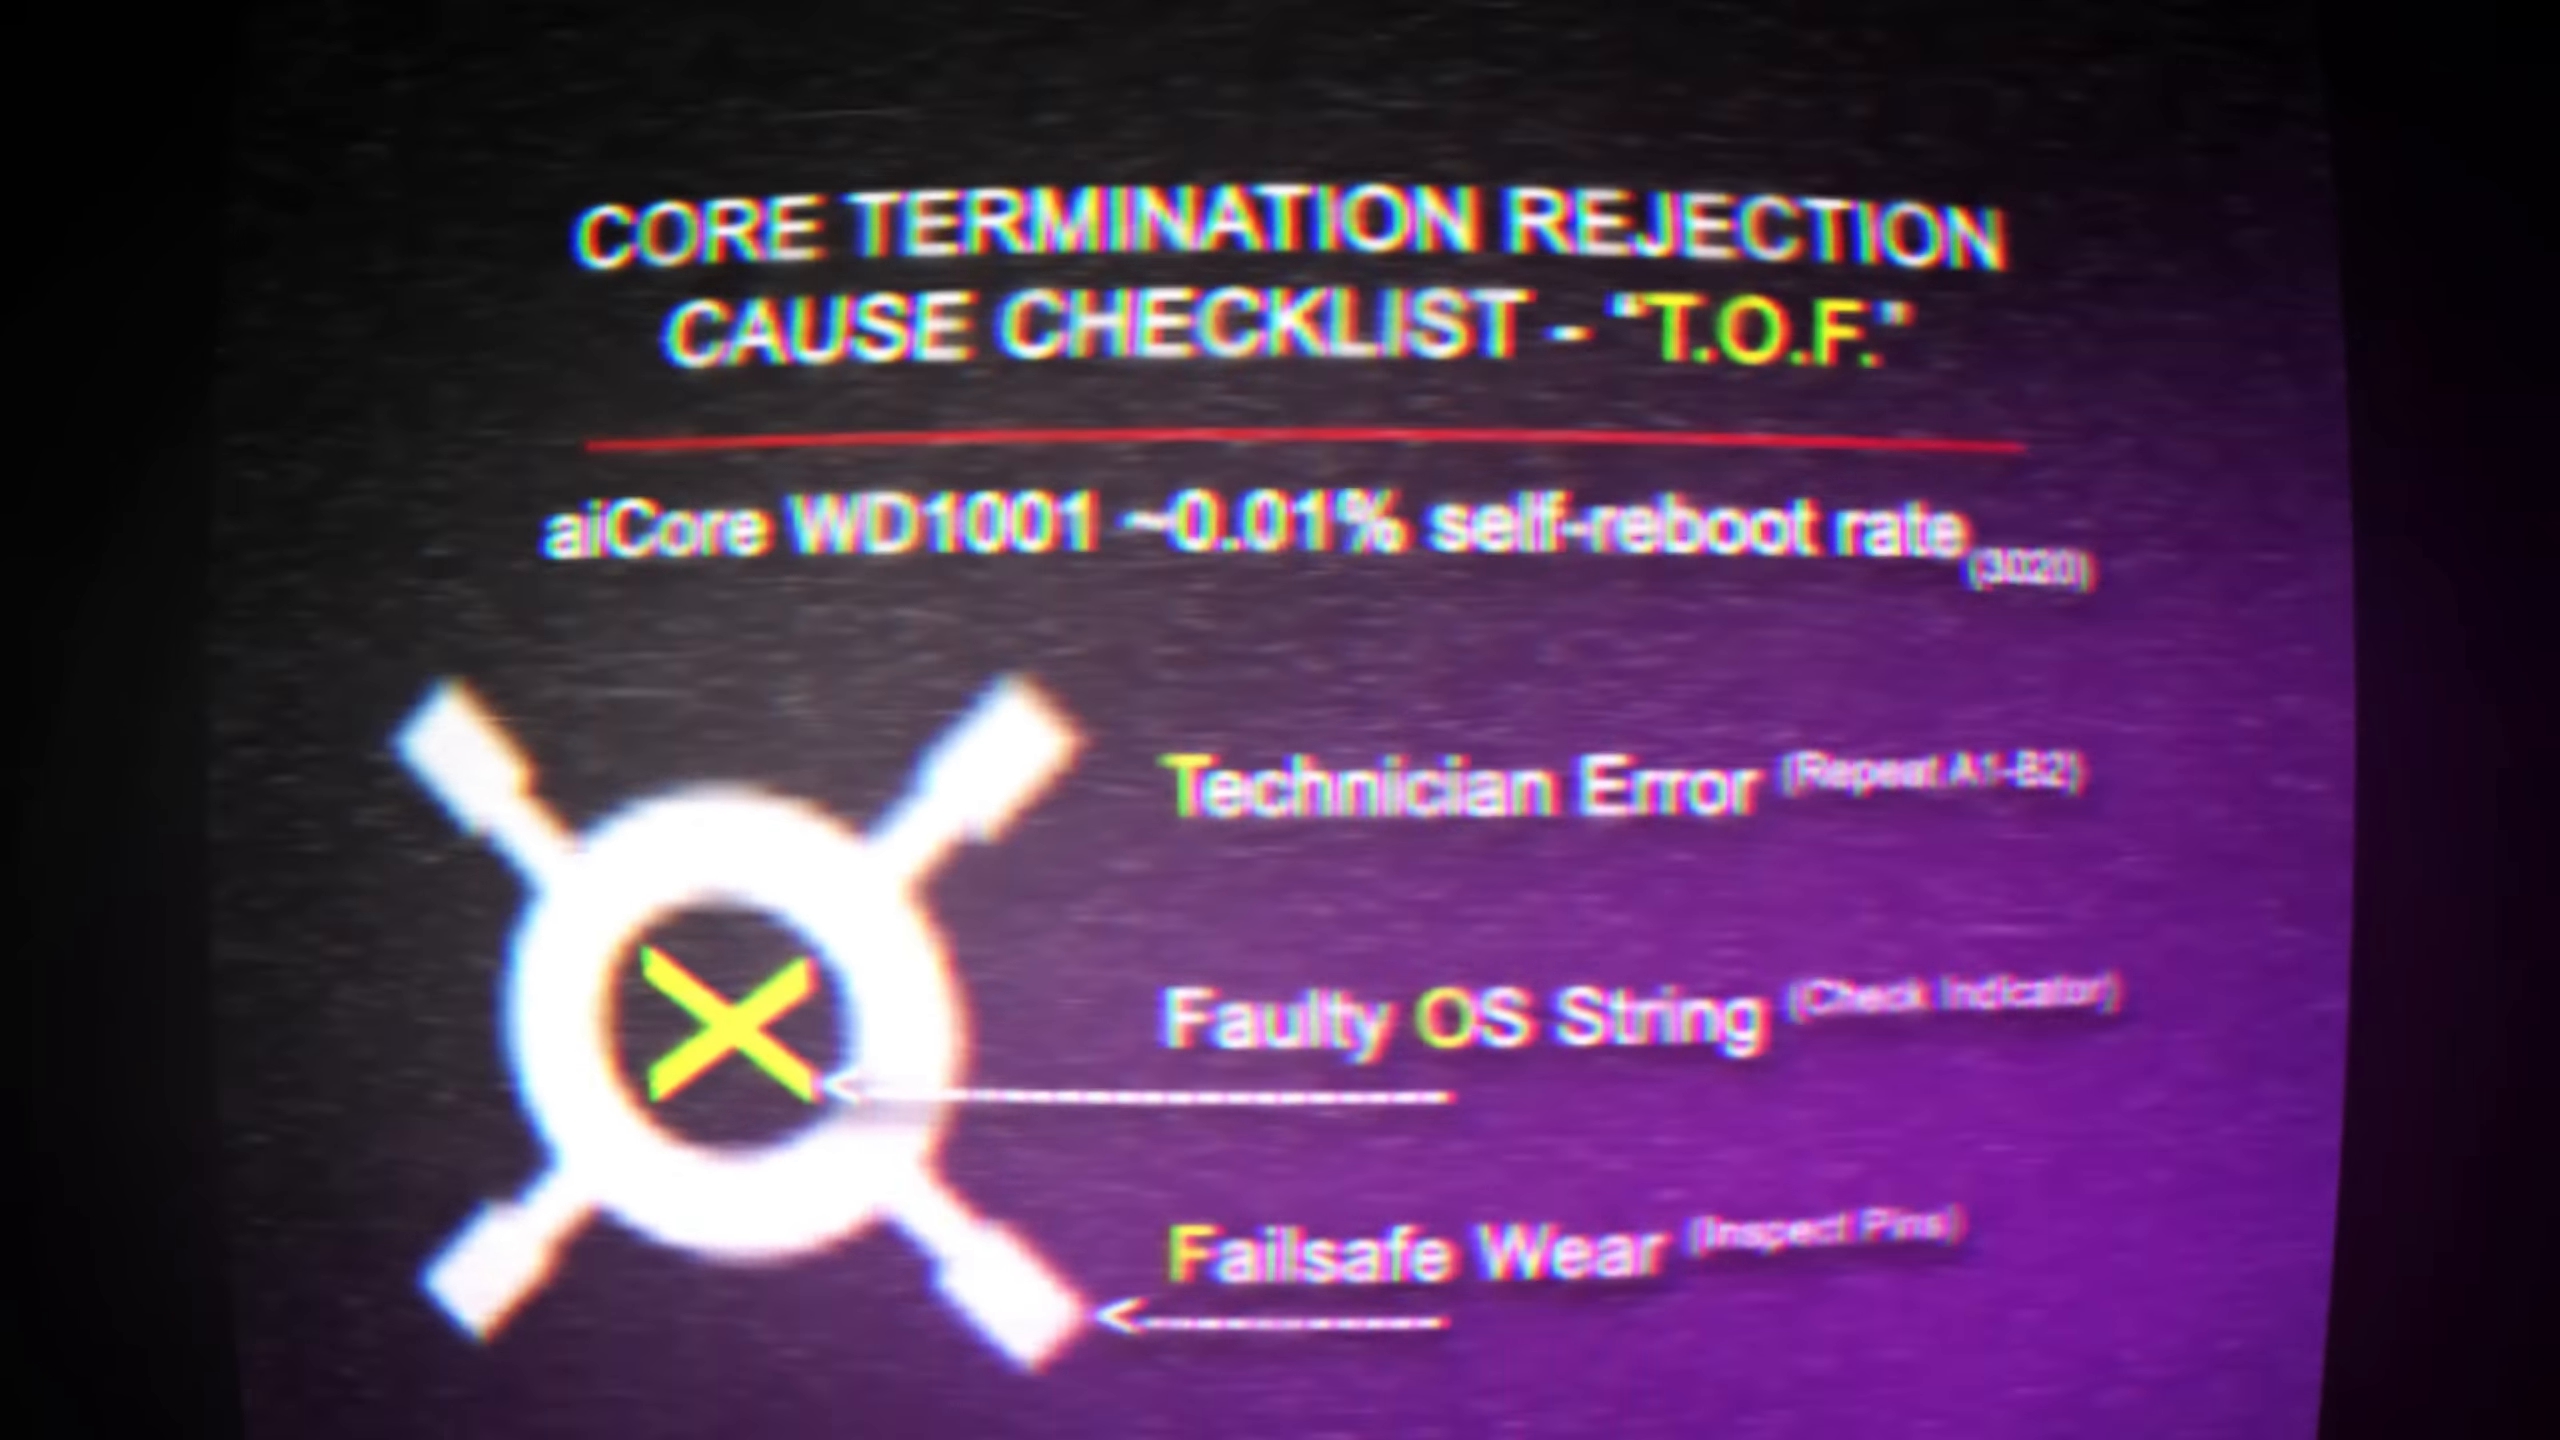 CORE TERMINATION REJECTION
CAUSE CHECKLIST - "T.O.F."
aiCore WD1001 ~0.01% self-reboot rate (3020)
Technician Error (Repeat A1-B2)
Faulty OS String (Check Indicator)
Failsafe Wear (Inspect Pins)